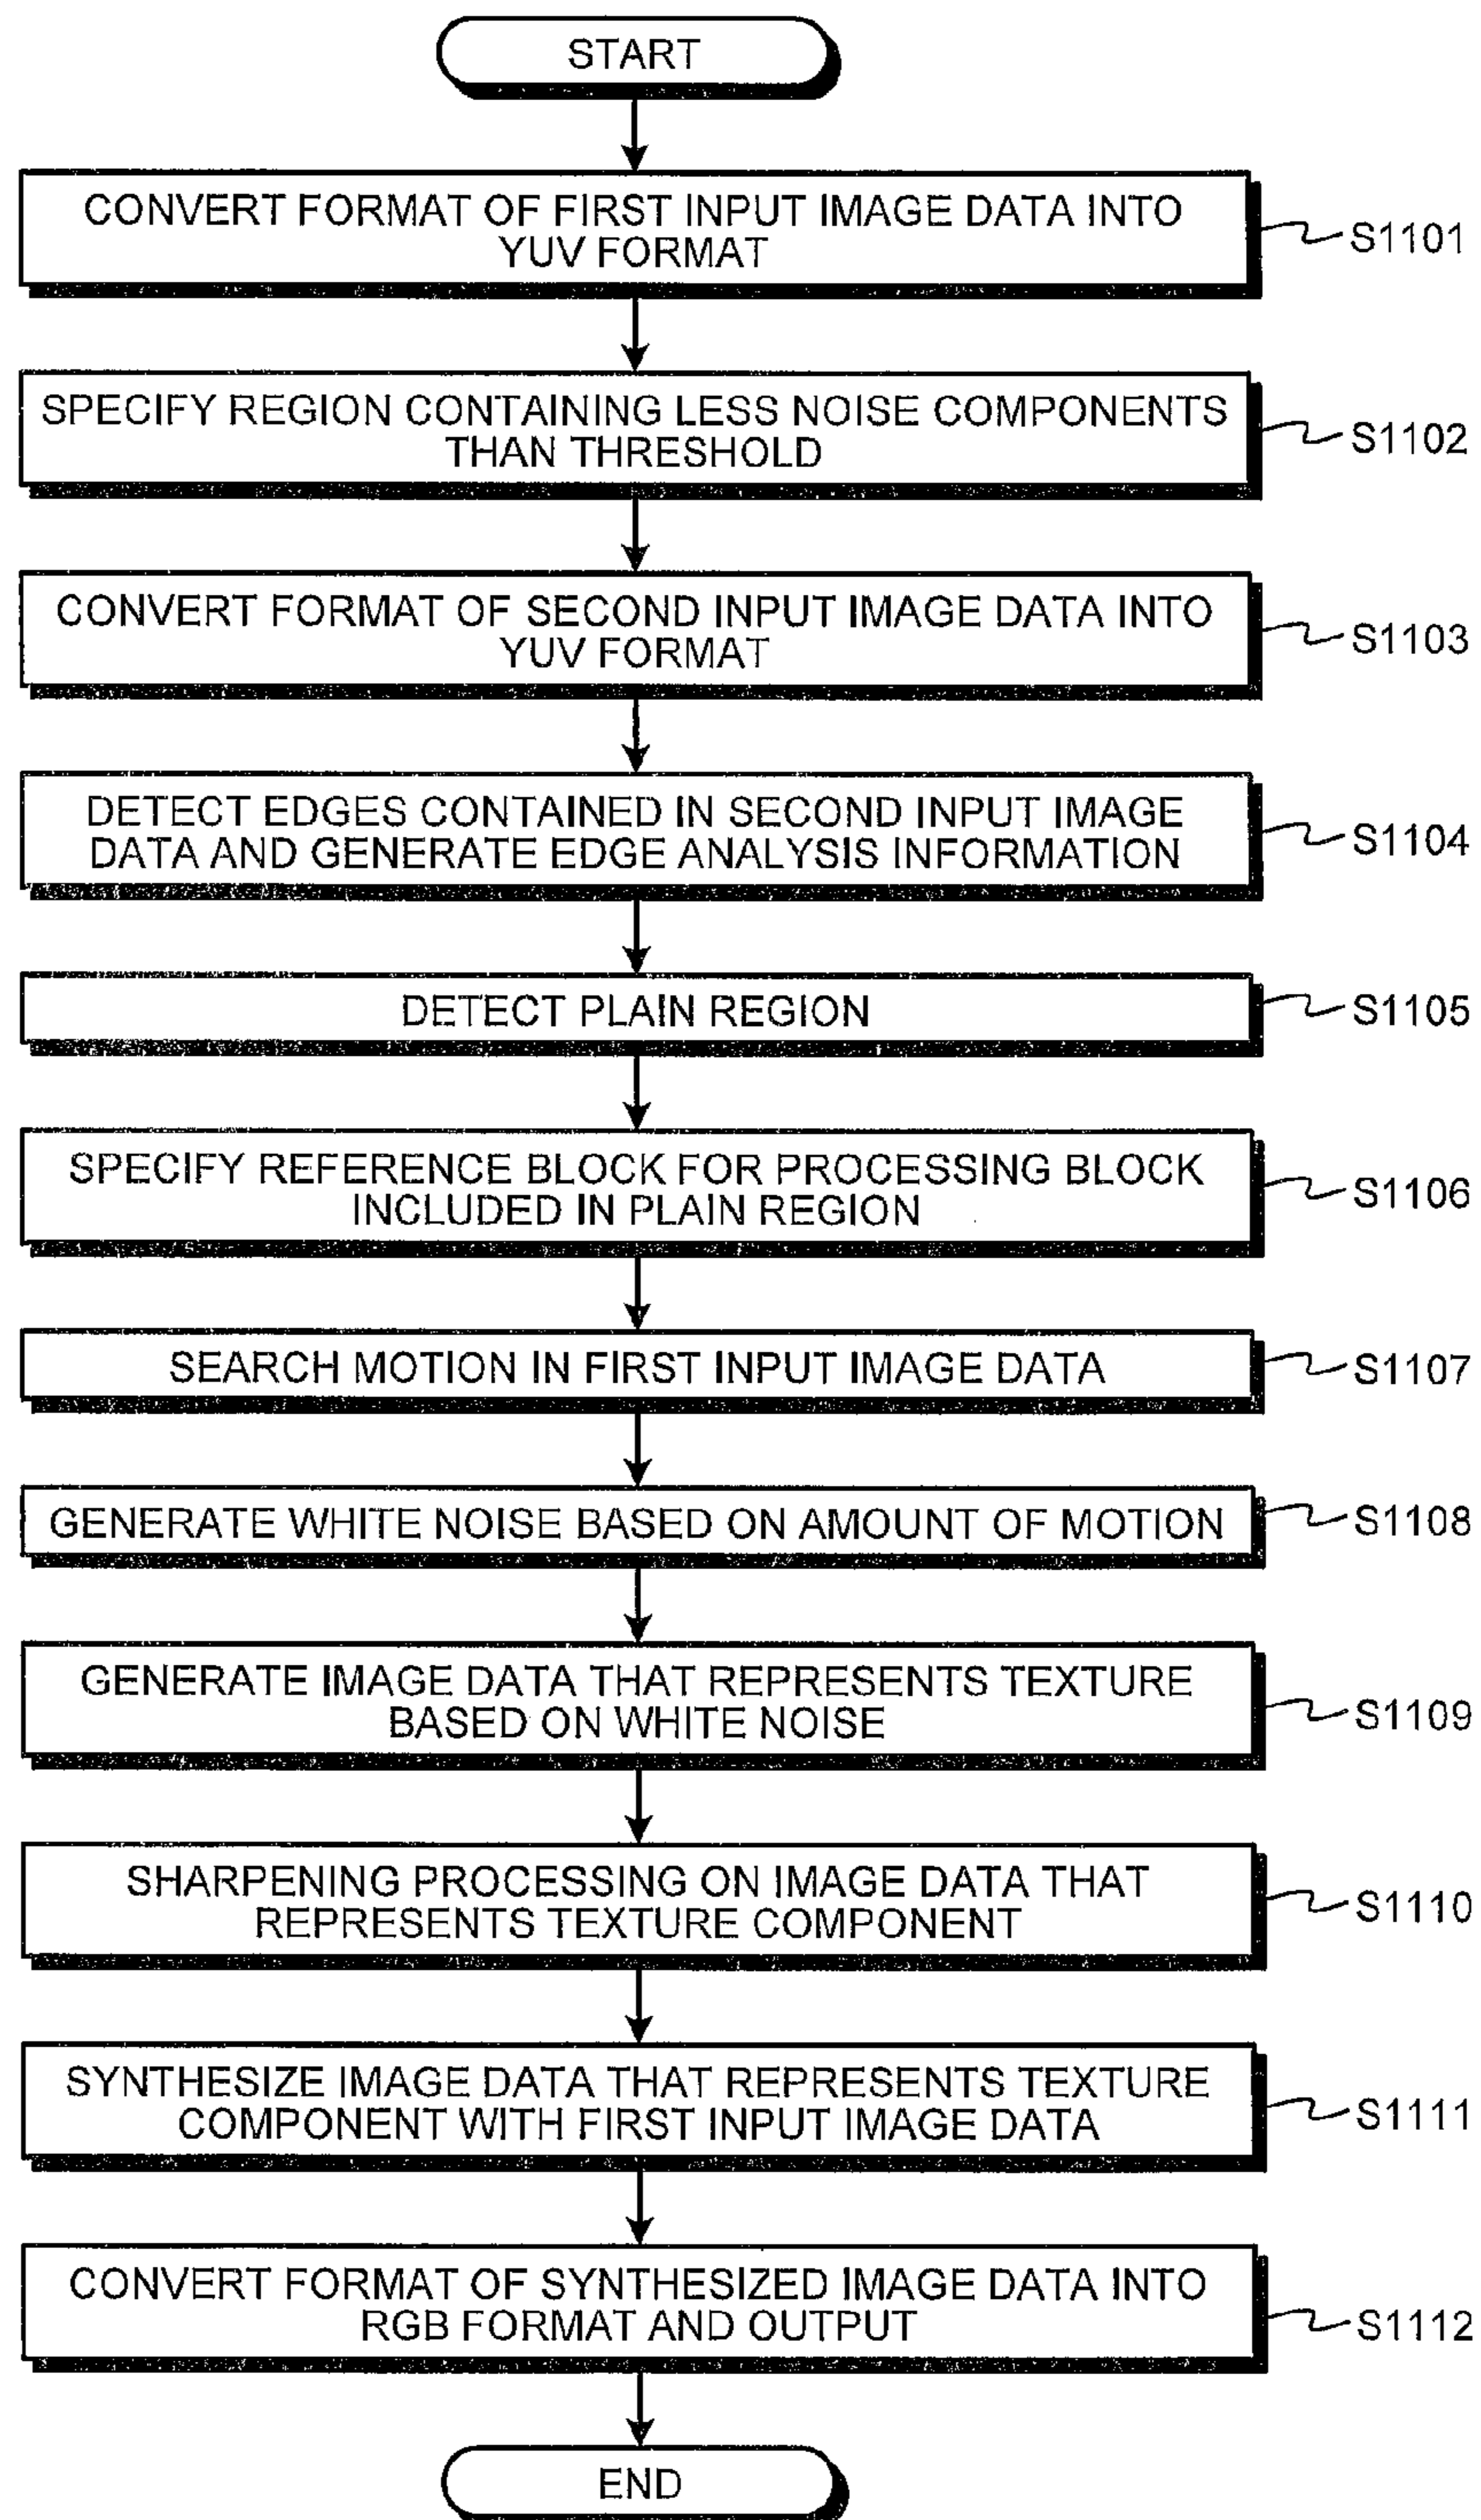 START
CONVERT FORMAT OF FIRST INPUT IMAGE DATA INTO
YUV FORMAT
S1101
SPECIFY REGION CONTAINING LESS NOISE COMPONENTS
THAN THRESHOLD
S1102
CONVERT FORMAT OF SECOND INPUT IMAGE DATA INTO
YUV FORMAT
S1103
DETECT EDGES CONTAINED IN SECOND INPUT IMAGE
DATA AND GENERATE EDGE ANALYSIS INFORMATION
S1104
DETECT PLAIN REGION
S1105
SPECIFY REFERENCE BLOCK FOR PROCESSING BLOCK
INCLUDED IN PLAIN REGION
S1106
SEARCH MOTION IN FIRST INPUT IMAGE DATA
S1107
GENERATE WHITE NOISE BASED ON AMOUNT OF MOTION
S1108
GENERATE IMAGE DATA THAT REPRESENTS TEXTURE
BASED ON WHITE NOISE
S1109
SHARPENING PROCESSING ON IMAGE DATA THAT
REPRESENTS TEXTURE COMPONENT
S1110
SYNTHESIZE IMAGE DATA THAT REPRESENTS TEXTURE
COMPONENT WITH FIRST INPUT IMAGE DATA
S1111
CONVERT FORMAT OF SYNTHESIZED IMAGE DATA INTO
RGB FORMAT AND OUTPUT
S1112
END